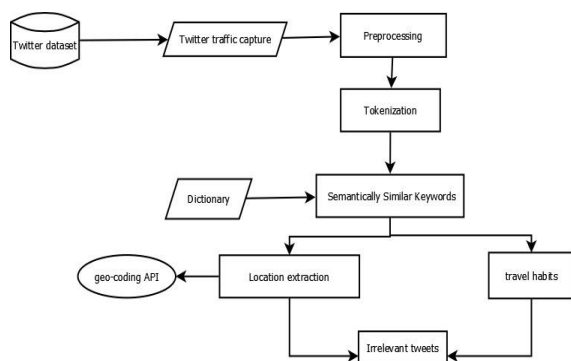 Twitter dataset
Twitter traffic capture
Preprocessing
Tokenization
Dictionary
Semantically Similar Keywords
geo-coding API
Location extraction
travel habits
Irrelevant tweets